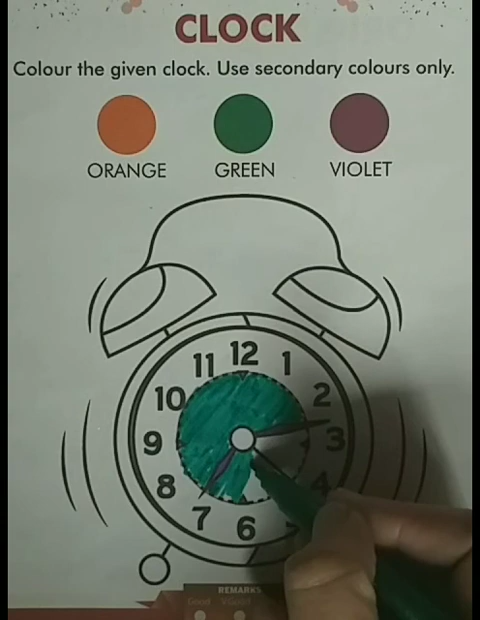 CLOCK
Colour the given clock. Use secondary colours only.
ORANGE GREEN VIOLET
12
11 1
10 2
9 3
8 4
7
6
REMARKS
Good